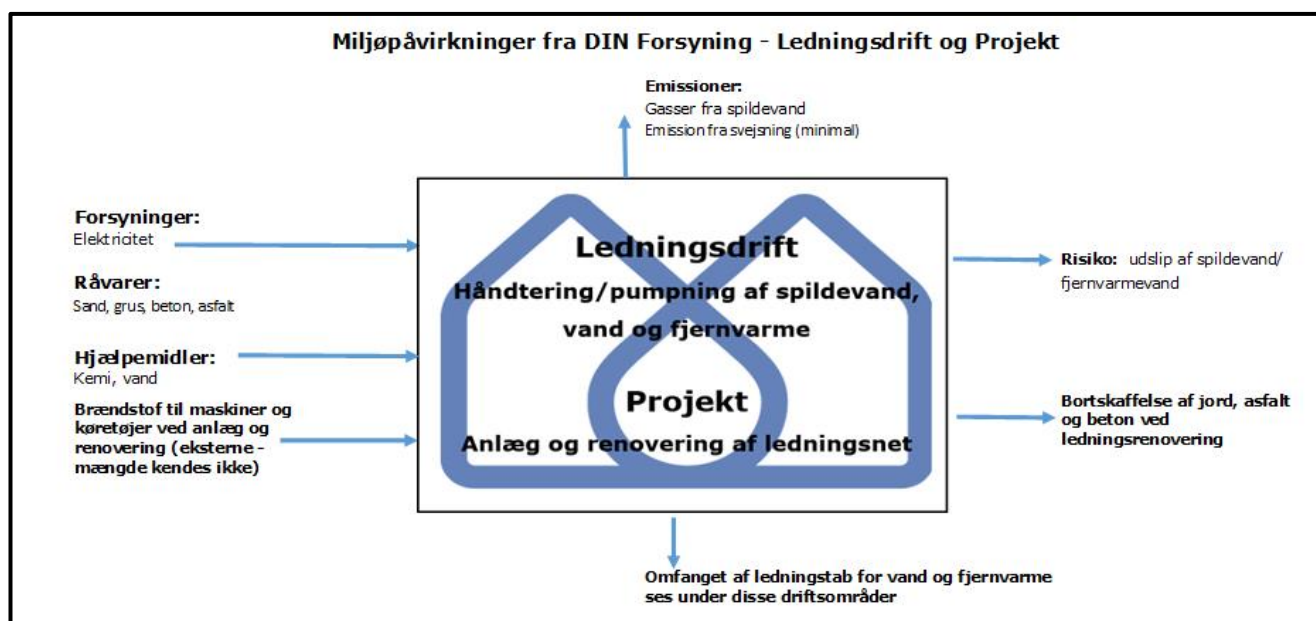 Miljøpåvirkninger fra DIN Forsyning - Ledningsdrift og Projekt
Emissioner:
Gasser fra spildevand
Emission fra svejsning (minimal)
Forsyninger:
Elektricitet
Råvarer:
Sand, grus, beton, asfalt
Hjælpemidler:
Kemi, vand
Brændstof til maskiner og
køretøjer ved anlæg og
renovering (eksterne -
mængde kendes ikke)
Ledningsdrift
Håndtering/pumpning af spildevand,
vand og fjernvarme
Projekt
Anlæg og renovering af ledningsnet
Risiko: udslip af spildevand/
fjernvarmevand
Bortskaffelse af jord, asfalt
og beton ved
ledningsrenovering
Omfanget af ledningstab for vand og fjernvarme
ses under disse driftsområder